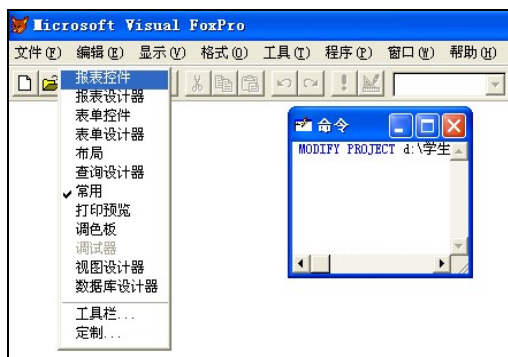 Microsoft Visual FoxPro
文件(F) 编辑(E) 显示(V) 格式(O) 工具(T) 程序(P) 窗口(W) 帮助(H)
报表控件
报表设计器
表单控件
表单设计器
布局
查询设计器
常用
打印预览
调色板
调试器
视图设计器
数据库设计器
工具栏...
定制...
命令
MODIFY PROJECT d:\学生